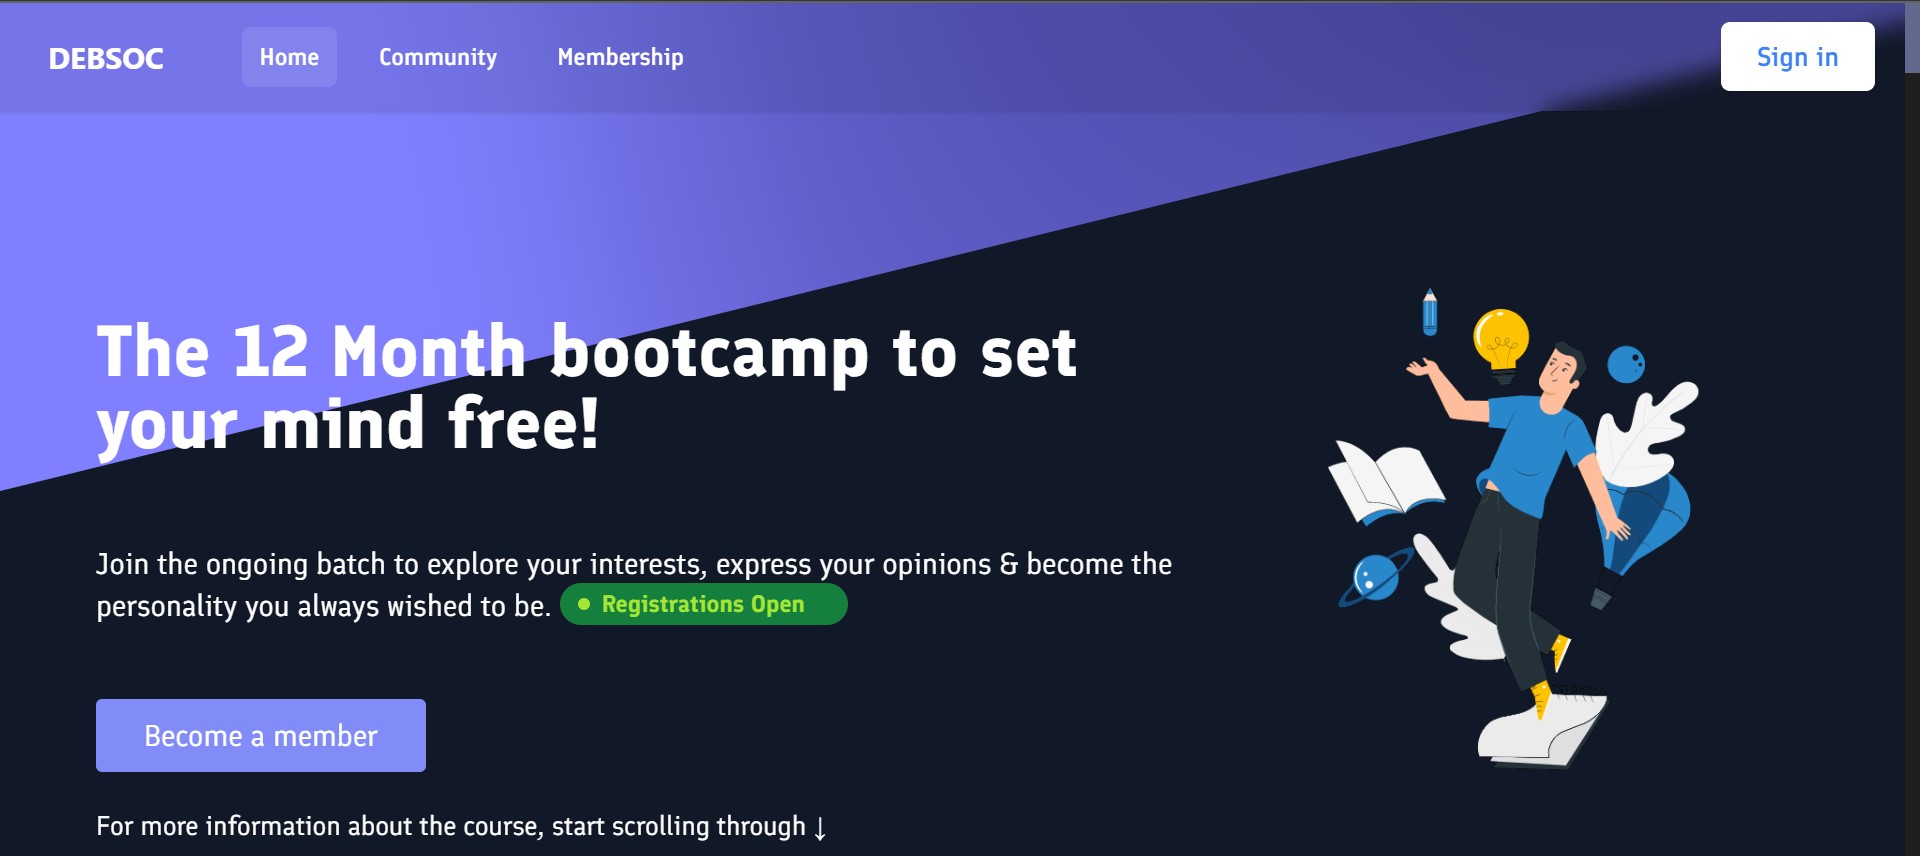 DEBSOC
Home
Community
Membership
Sign in
The 12 Month bootcamp to set
your mind free!
Join the ongoing batch to explore your interests, express your opinions & become the
personality you always wished to be.
Registrations Open
Become a member
For more information about the course, start scrolling through ↓